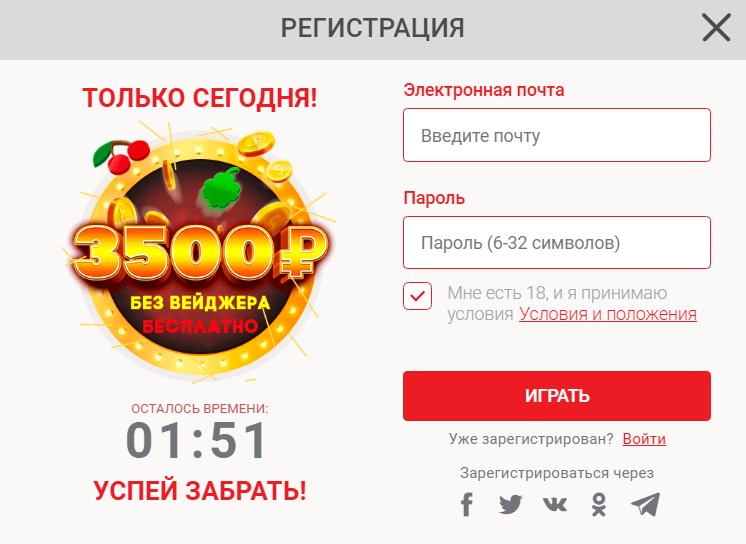 РЕГИСТРАЦИЯ
ТОЛЬКО СЕГОДНЯ!
3500₽
БЕЗ ВЕЙДЖЕРА
БЕСПЛАТНО
ОСТАЛОСЬ ВРЕМЕНИ:
01:51
УСПЕЙ ЗАБРАТЬ!
Электронная почта
Введите почту
Пароль
Пароль (6-32 символов)
Мне есть 18, и я принимаю
условия Условия и положения
ИГРАТЬ
Уже зарегистрирован? Войти
Зарегистрироваться через